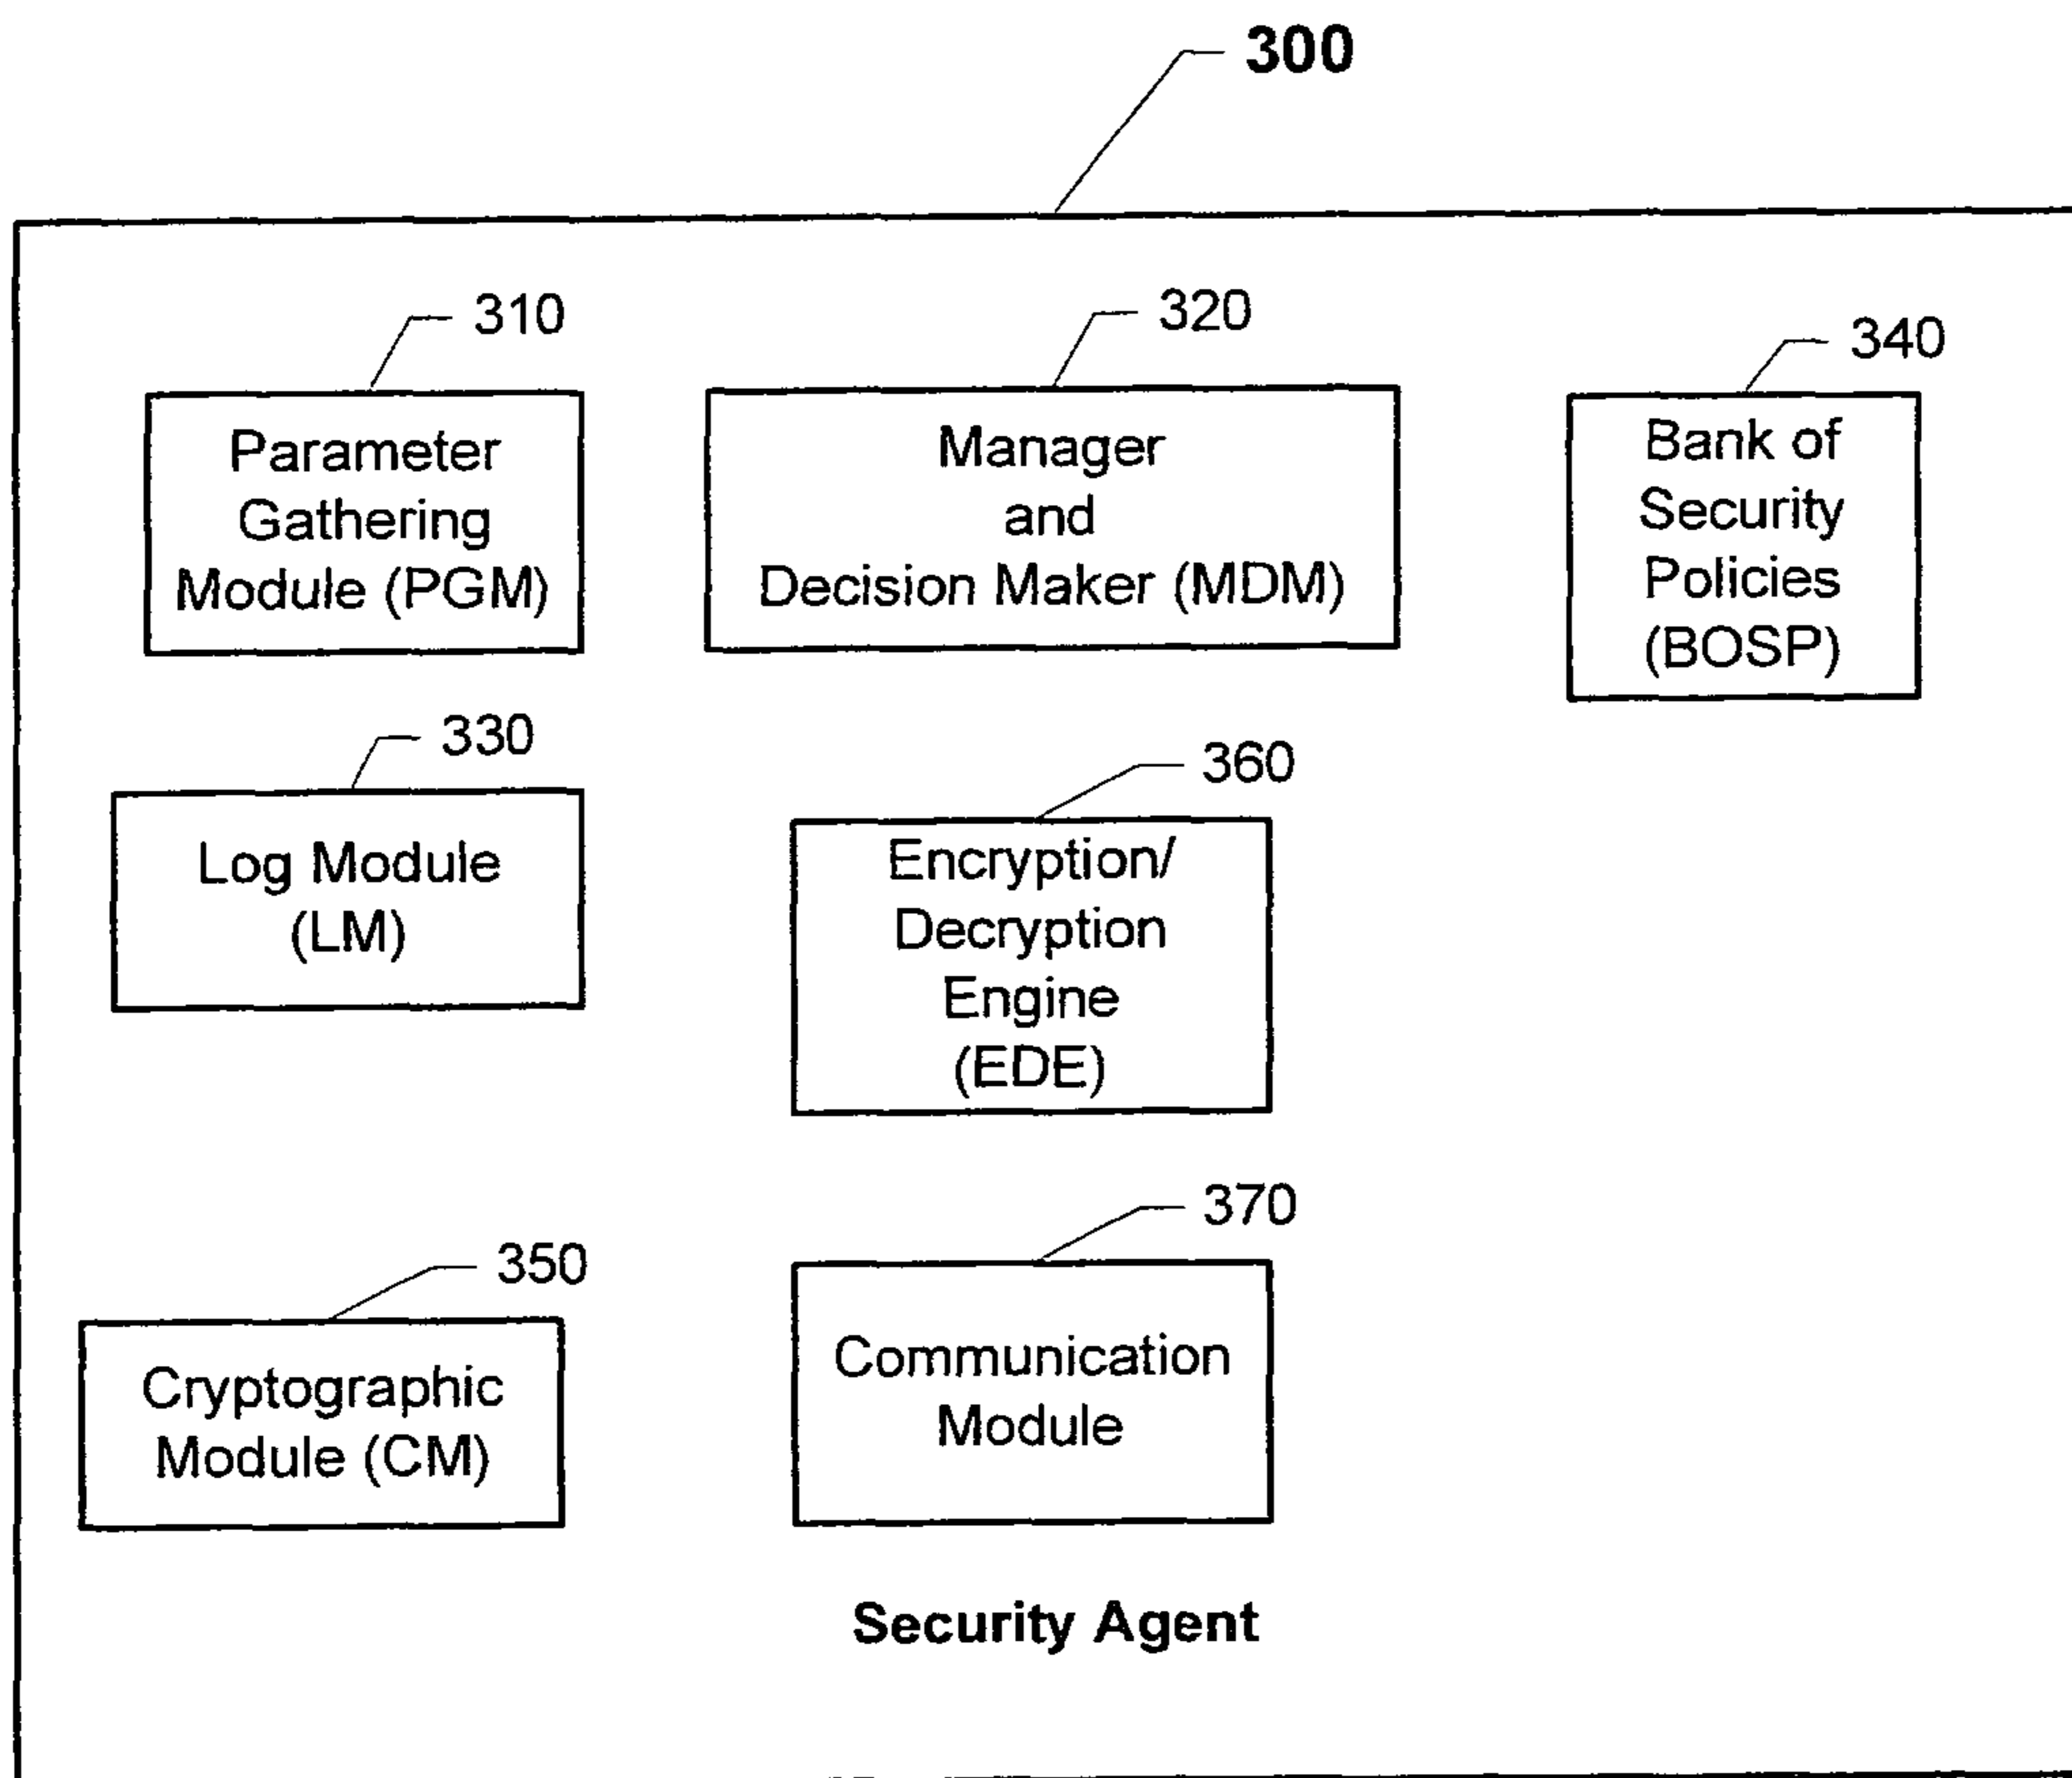 300
310
Parameter
Gathering
Module (PGM)
320
Manager
and
Decision Maker (MDM)
340
Bank of
Security
Policies
(BOSP)
330
Log Module
(LM)
360
Encryption/
Decryption
Engine
(EDE)
350
Cryptographic
Module (CM)
370
Communication
Module
Security Agent